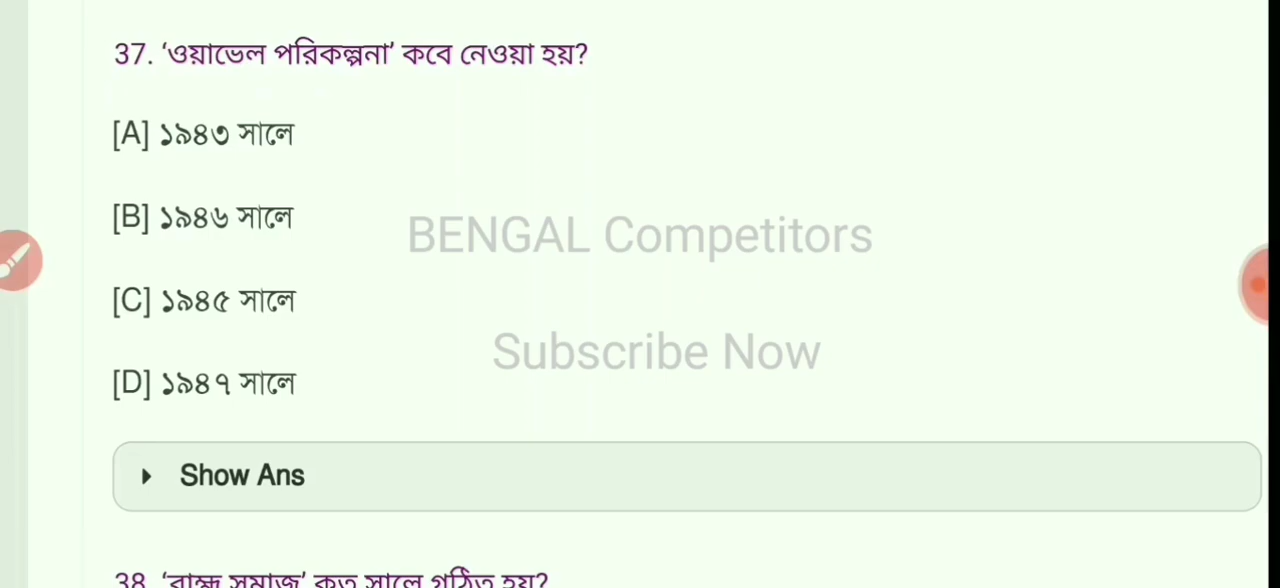 37. ‘ওয়াভেল পরিকল্পনা’ কবে নেওয়া হয়?
[A] ১৯৪৩ সালে
[B] ১৯৪৬ সালে
BENGAL Competitors
[C] ১৯৪৫ সালে
Subscribe Now
[D] ১৯৪৭ সালে
Show Ans
38. ‘ব্রাহ্ম সমাজ’ কত সালে গঠিত হয়?